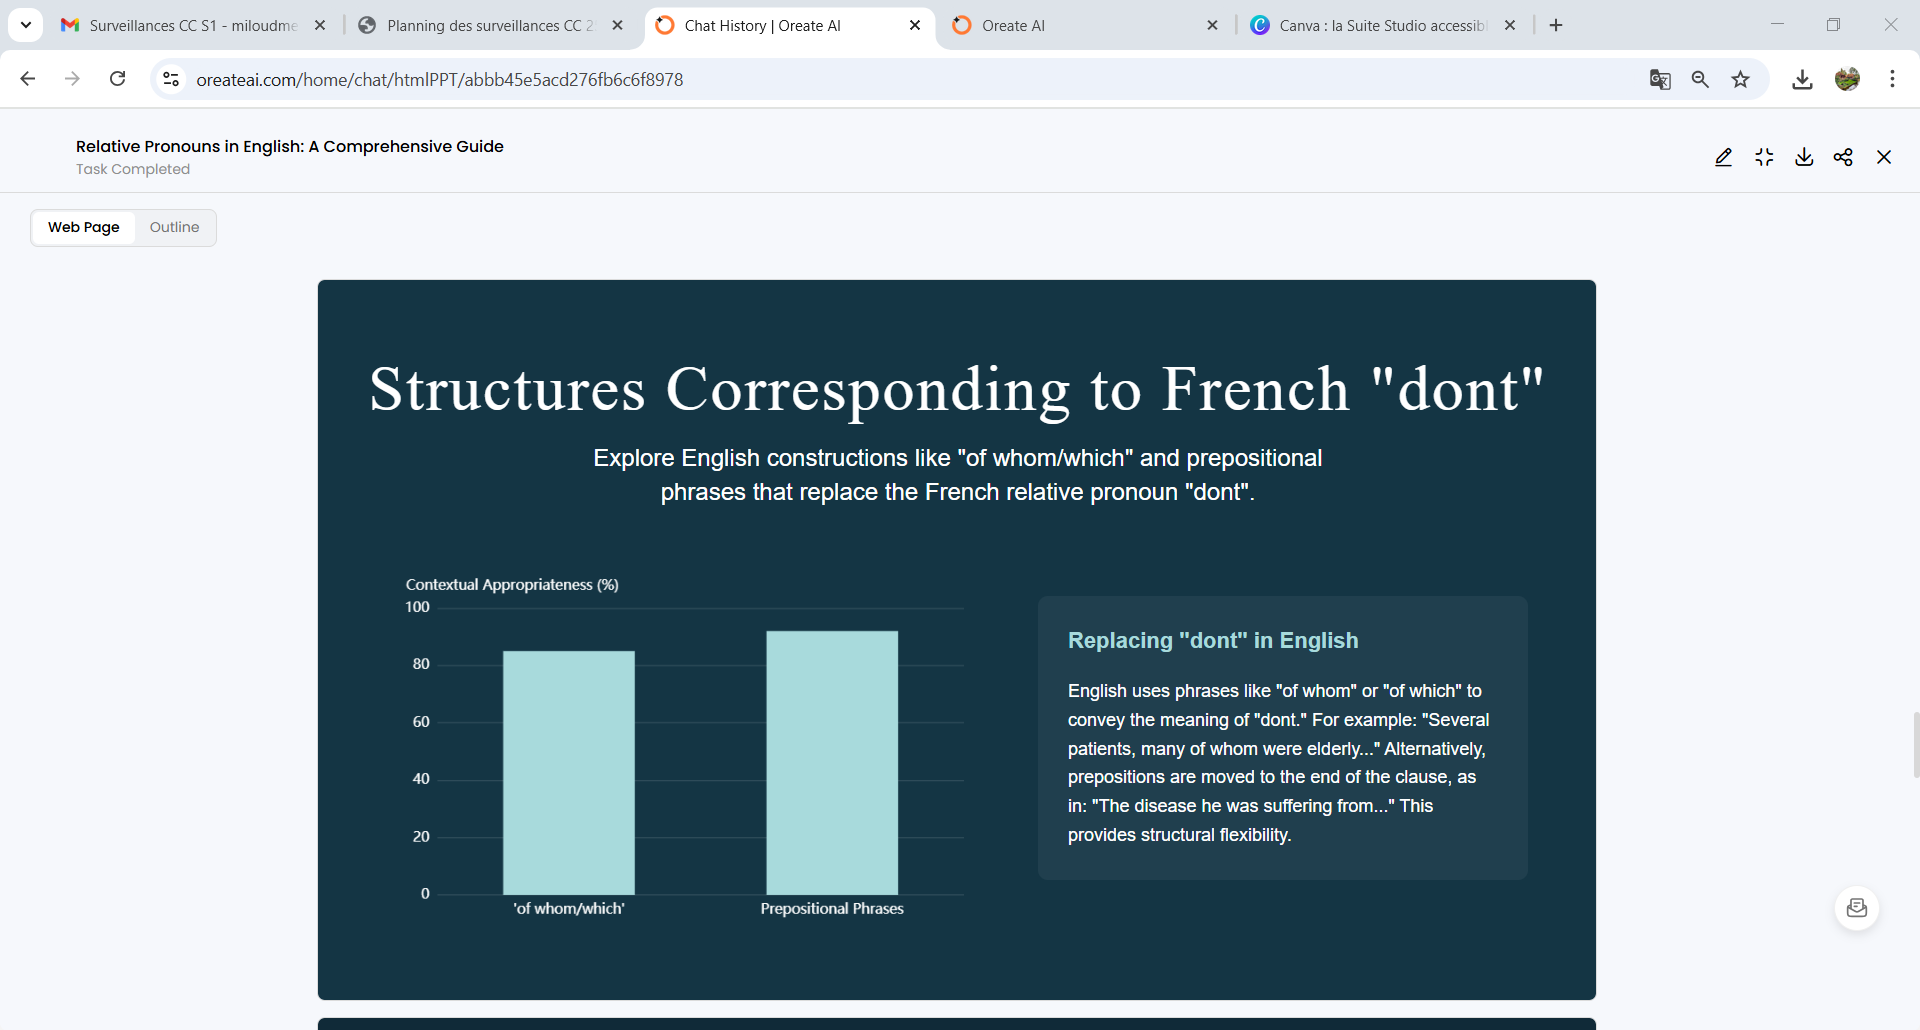 Surveillances CC S1 - miloudme
Planning des surveillances CC 2
Chat History | Oreate AI
Oreate AI
Canva : la Suite Studio accessibl
oreateai.com/home/chat/htmlPPT/abbb45e5acd276fb6c6f8978
Relative Pronouns in English: A Comprehensive Guide
Task Completed
Web Page
Outline
Structures Corresponding to French "dont"
Explore English constructions like "of whom/which" and prepositional
phrases that replace the French relative pronoun "dont".
Contextual Appropriateness (%)
100
80
60
40
20
0
'of whom/which'
Prepositional Phrases
Replacing "dont" in English
English uses phrases like "of whom" or "of which" to
convey the meaning of "dont." For example: "Several
patients, many of whom were elderly..." Alternatively,
prepositions are moved to the end of the clause, as
in: "The disease he was suffering from..." This
provides structural flexibility.